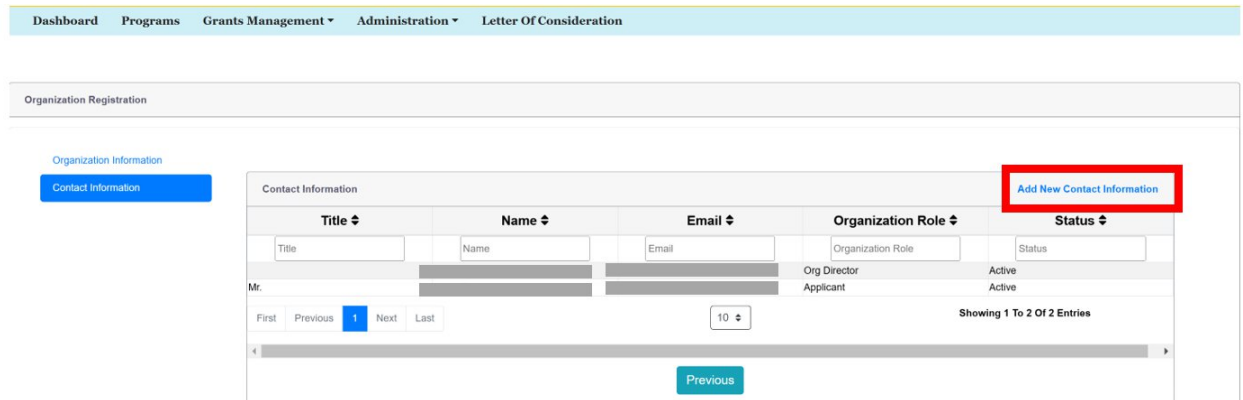 Dashboard Programs Grants Management Administration Letter Of Consideration
Organization Registration
Organization Information
Contact Information
Contact Information Add New Contact Information
Title Name Email Organization Role Status
Title Name Email Organization Role Status
Org Director Active
Mr. Applicant Active
First Previous 1 Next Last 10 Showing 1 To 2 Of 2 Entries
Previous